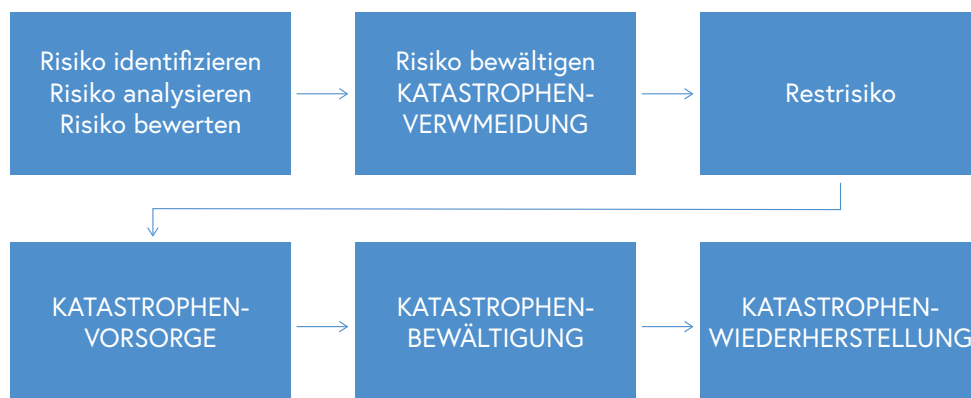 Risiko identifizieren
Risiko analysieren
Risiko bewerten
Risiko bewältigen
KATASTROPHEN-
VERWMEIDUNG
Restrisiko
KATASTROPHEN-
VORSORGE
KATASTROPHEN-
BEWÄLTIGUNG
KATASTROPHEN-
WIEDERHERSTELLUNG